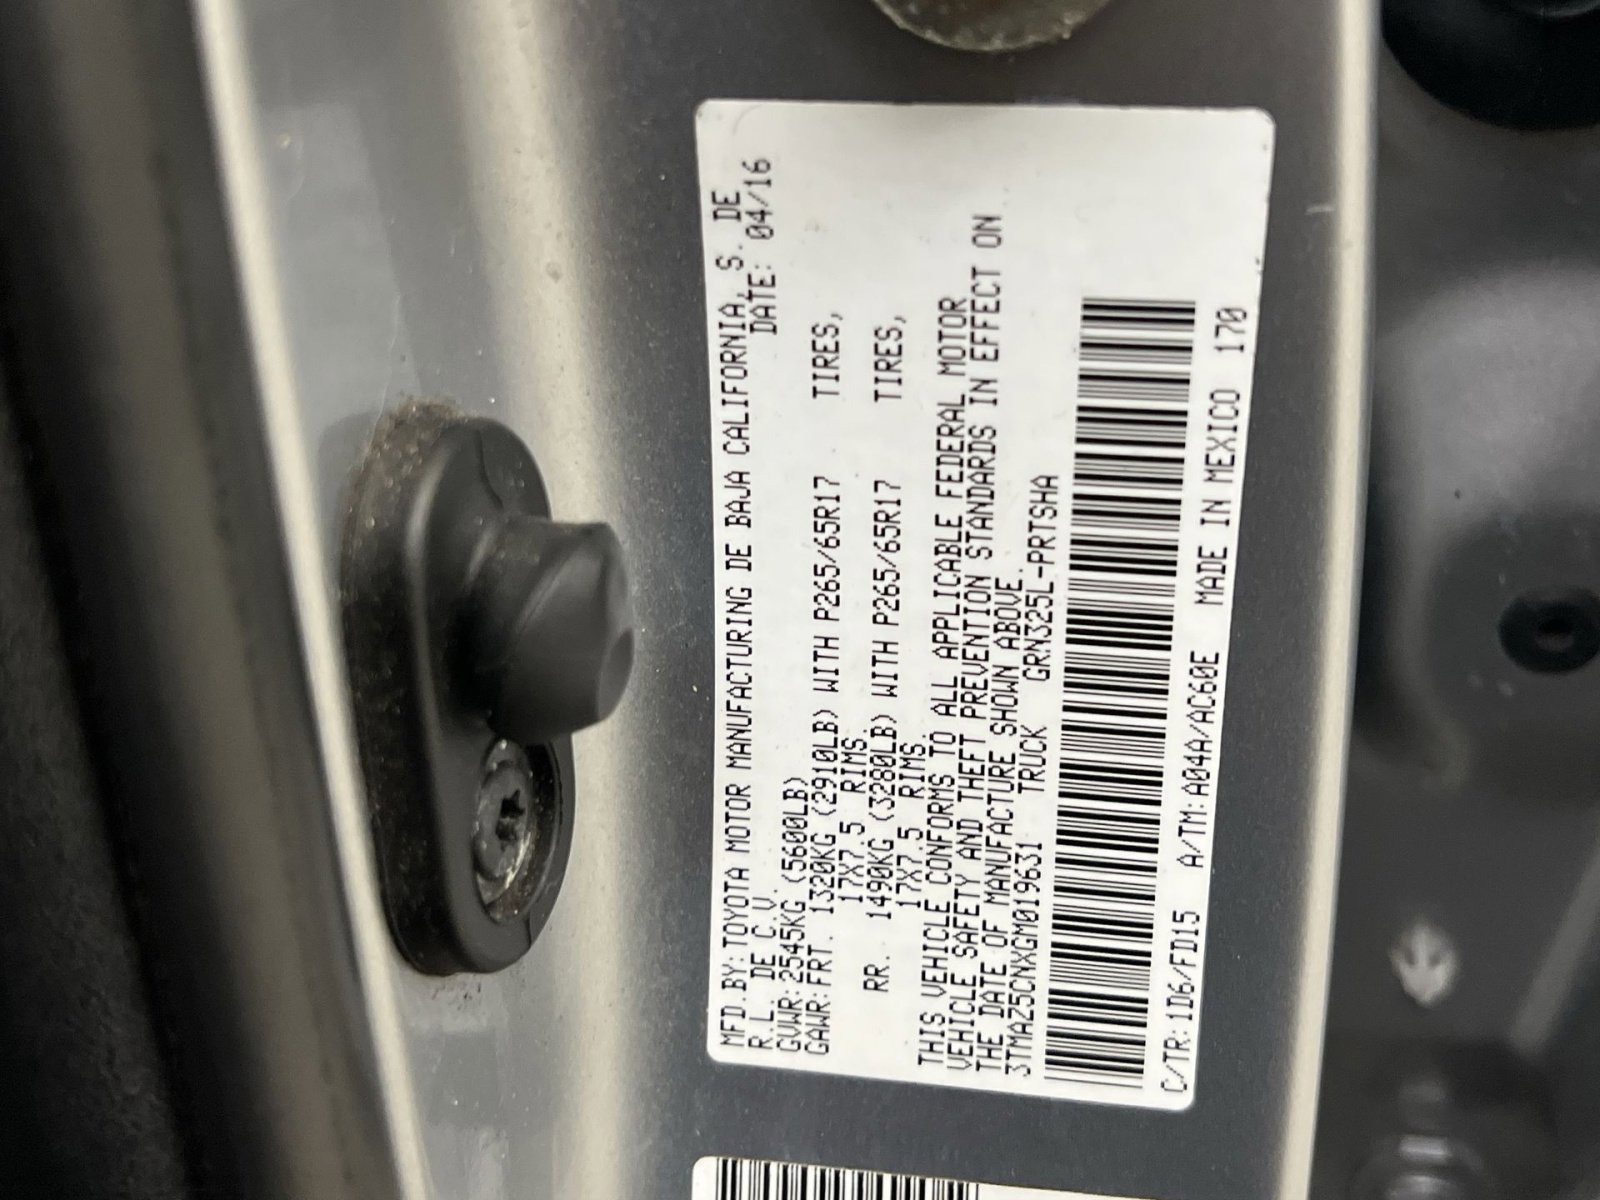 MFD.BY:TOYOTA MOTOR MANUFACTURING DE BAJA CALIFORNIA, S. DE
R.L. DE C.V. DATE: 04/16
GVWR:2545KG (5600LB)
GAWR:FRT. 1320KG (2910LB) WITH P265/65R17 TIRES,
17X7.5 RIMS.
RR. 1490KG (3280LB) WITH P265/65R17 TIRES,
17X7.5 RIMS.
THIS VEHICLE CONFORMS TO ALL APPLICABLE FEDERAL MOTOR
VEHICLE SAFETY AND THEFT PREVENTION STANDARDS IN EFFECT ON
THE DATE OF MANUFACTURE SHOWN ABOVE.
3TMAZ5CNXGM019631 TRUCK GRN325L-PRTSHA
C/TR:1D6/FD15 A/TM:A04A/AC60E MADE IN MEXICO 170